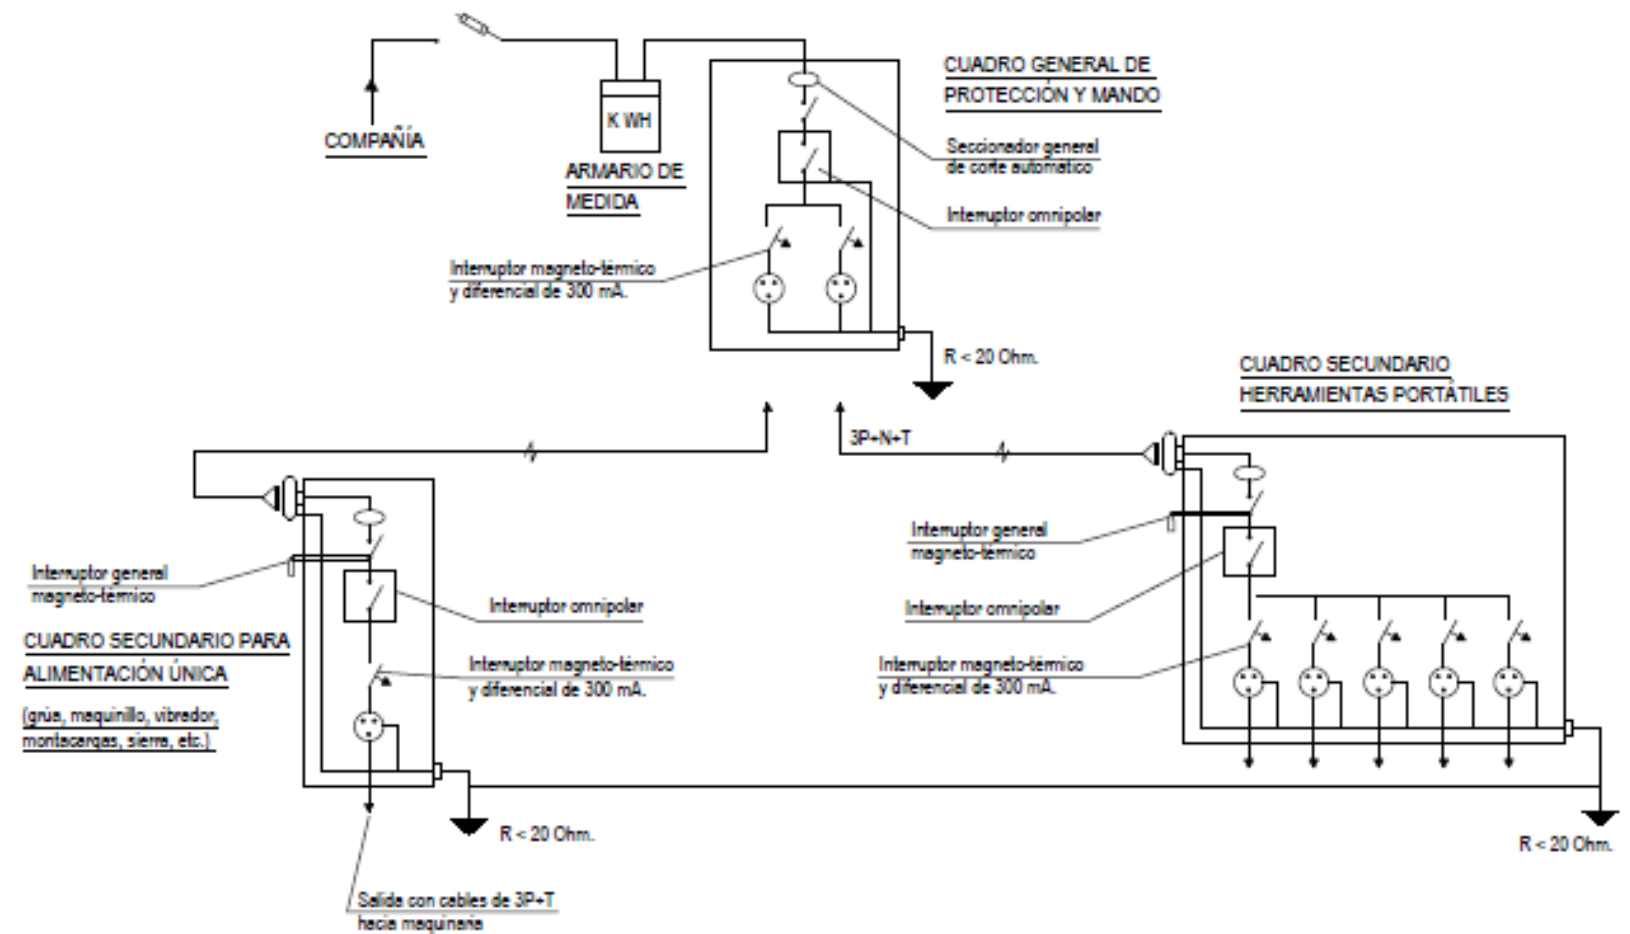 COMPAÑÍA
K WH
ARMARIO DE
MEDIDA
CUADRO GENERAL DE
PROTECCIÓN Y MANDO
Seccionador general
de corte automático
Interruptor omnipolar
Interruptor magneto-térmico
y diferencial de 300 mA.
R < 20 Ohm.
CUADRO SECUNDARIO
HERRAMIENTAS PORTÁTILES
3P+N+T
Interruptor general
magneto-térmico
Interruptor omnipolar
Interruptor magneto-térmico
y diferencial de 300 mA.
R < 20 Ohm.
Interruptor general
magneto-térmico
CUADRO SECUNDARIO PARA
ALIMENTACIÓN ÚNICA
(grúa, maquinillo, vibrador,
montacargas, sierra, etc.)
Interruptor omnipolar
Interruptor magneto-térmico
y diferencial de 300 mA.
R < 20 Ohm.
Salida con cables de 3P+T
hacia maquinaria